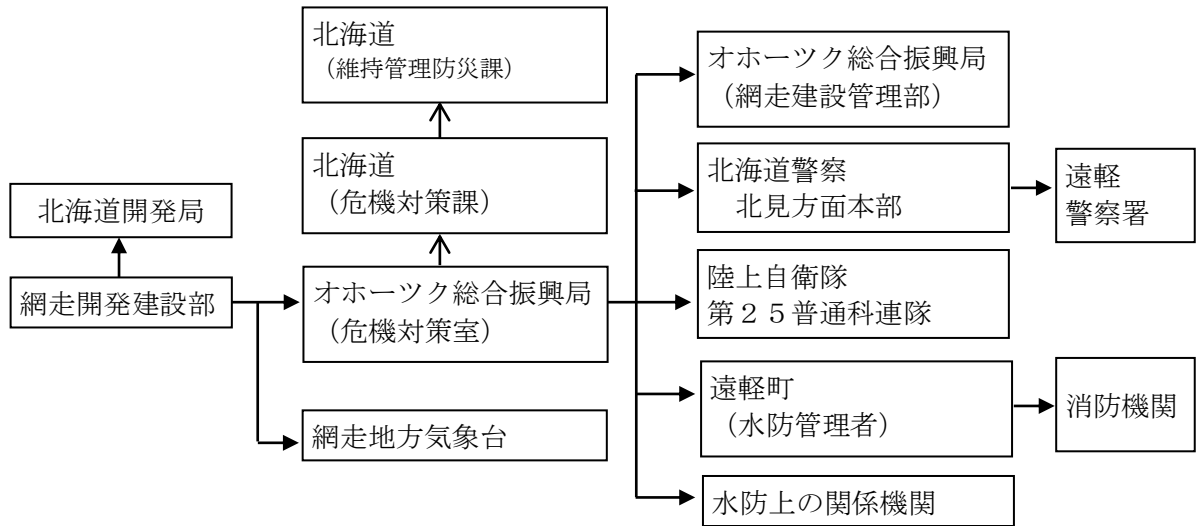 北海道
（維持管理防災課）
北海道
（危機対策課）
北海道開発局
網走開発建設部
オホーツク総合振興局
（危機対策室）
網走地方気象台
オホーツク総合振興局
（網走建設管理部）
北海道警察
北見方面本部
遠軽
警察署
陸上自衛隊
第２５普通科連隊
遠軽町
（水防管理者）
消防機関
水防上の関係機関